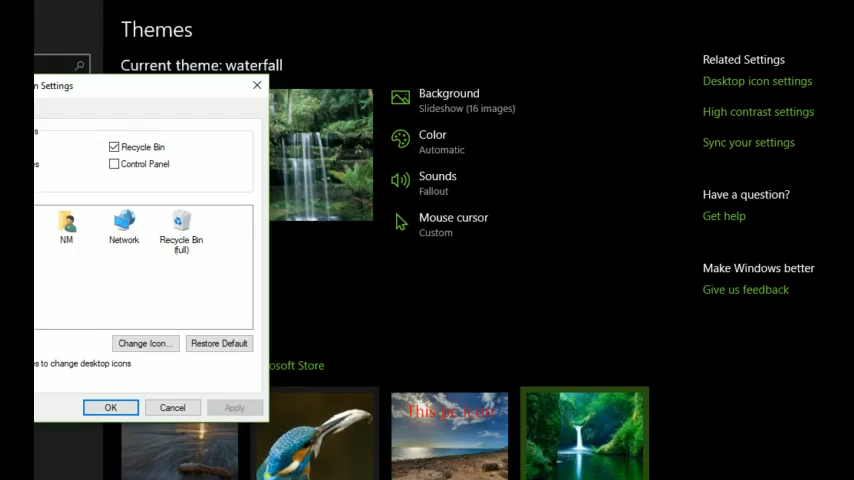 Themes
Current theme: waterfall
n Settings
s
Recycle Bin
es
Control Panel
NM
Network
Recycle Bin
(full)
Change Icon...
Restore Default
es to change desktop icons
OK
Cancel
Apply
Background
Slideshow (16 images)
Color
Automatic
Sounds
Fallout
Mouse cursor
Custom
osoft Store
This pc icon
Related Settings
Desktop icon settings
High contrast settings
Sync your settings
Have a question?
Get help
Make Windows better
Give us feedback